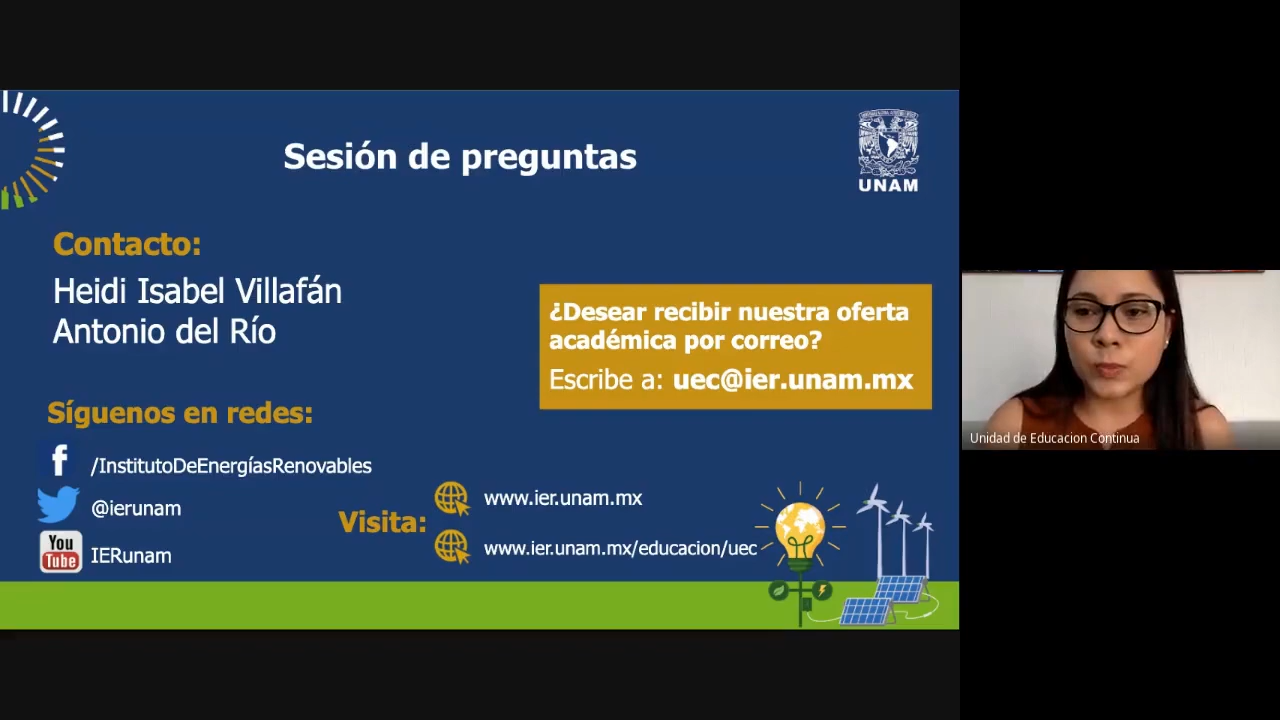 Sesión de preguntas
UNAM
Contacto:
Heidi Isabel Villafán
Antonio del Río
¿Desear recibir nuestra oferta
académica por correo?
Escribe a: uec@ier.unam.mx
Síguenos en redes:
f /InstitutoDeEnergíasRenovables
@ierunam
You
Tube IERunam
Visita:
www.ier.unam.mx
www.ier.unam.mx/educacion/uec
Unidad de Educacion Continua